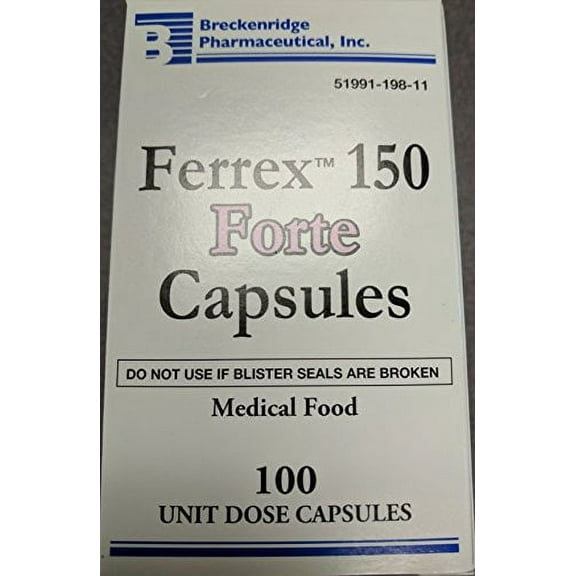 B
Breckenridge
Pharmaceutical, Inc.
51991-198-11
Ferrex™ 150
Forte
Capsules
DO NOT USE IF BLISTER SEALS ARE BROKEN
Medical Food
100
UNIT DOSE CAPSULES